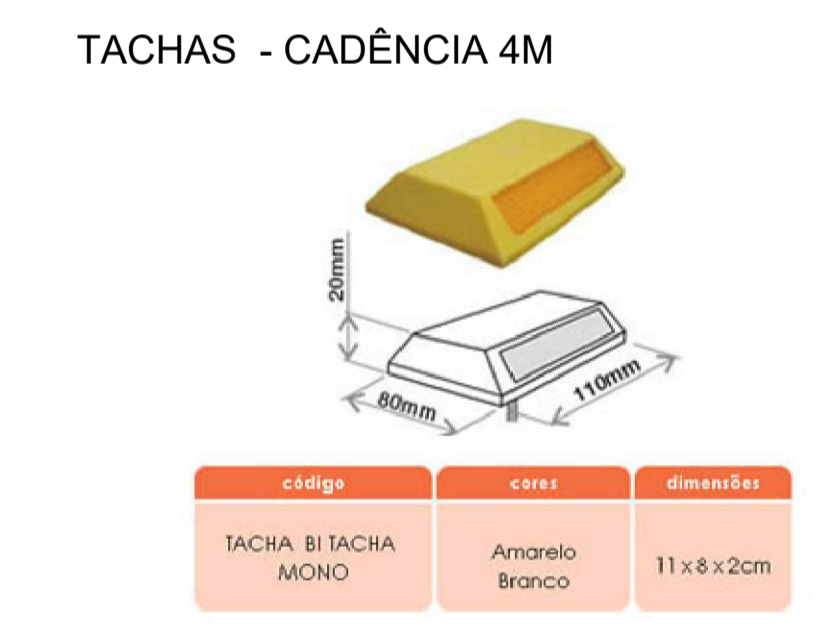 TACHAS - CADÊNCIA 4M
20mm
80mm
110mm
código
cores
dimensões
TACHA BI TACHA
MONO
Amarelo
Branco
11 x 8 x 2cm